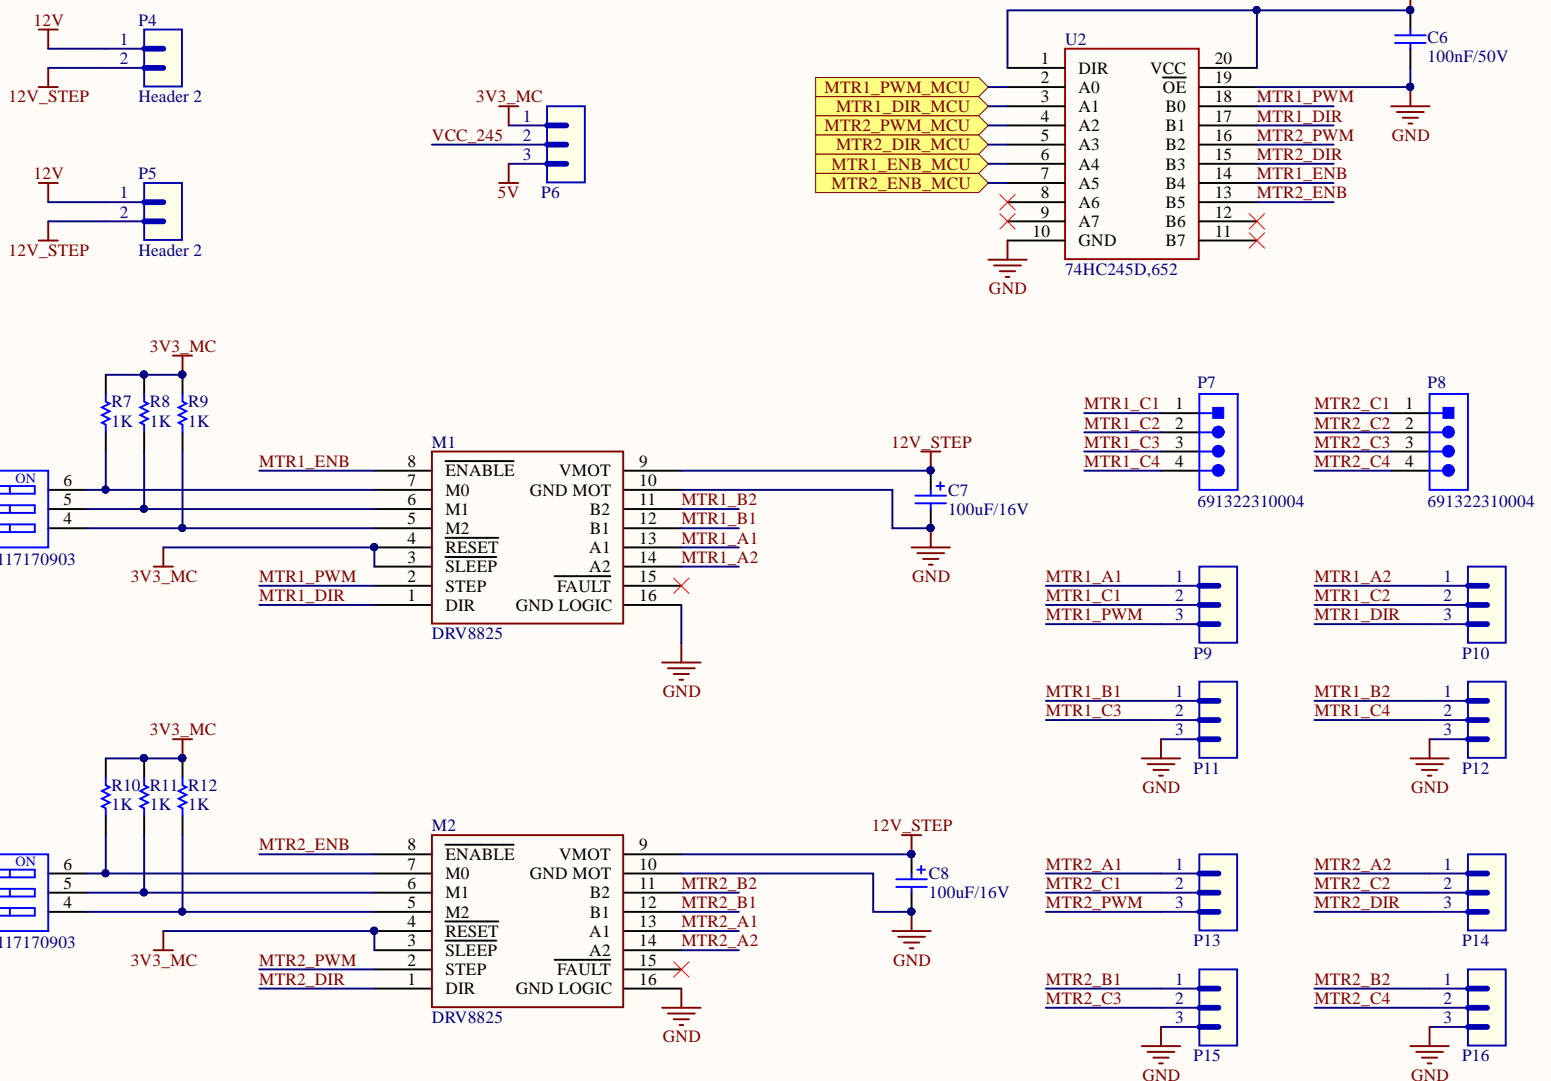 12V
P4
1
2
12V_STEP
Header 2
12V
P5
1
2
12V_STEP
Header 2
3V3_MC
1
VCC_245
2
3
5V
P6
U2
C6
100nF/50V
GND
1 DIR VCC 20
MTR1_PWM_MCU 2 A0 OE 19
MTR1_DIR_MCU 3 A1 B0 18 MTR1_PWM
MTR2_PWM_MCU 4 A2 B1 17 MTR1_DIR
MTR2_DIR_MCU 5 A3 B2 16 MTR2_PWM
MTR1_ENB_MCU 6 A4 B3 15 MTR2_DIR
MTR2_ENB_MCU 7 A5 B4 14 MTR1_ENB
8 A6 B5 13 MTR2_ENB
9 A7 B6 12
10 GND B7 11
74HC245D,652
GND
3V3_MC
R7 R8 R9
1K 1K 1K
ON
6
5
4
117170903
3V3_MC
M1
MTR1_ENB 8 ENABLE VMOT 9
7 M0 GND MOT 10
6 M1 B2 11 MTR1_B2
5 M2 B1 12 MTR1_B1
4 RESET A1 13 MTR1_A1
3 SLEEP A2 14 MTR1_A2
MTR1_PWM 2 STEP FAULT 15
MTR1_DIR 1 DIR GND LOGIC 16
DRV8825
GND
12V_STEP
+ C7
100uF/16V
GND
P7
MTR1_C1 1
MTR1_C2 2
MTR1_C3 3
MTR1_C4 4
691322310004
P8
MTR2_C1 1
MTR2_C2 2
MTR2_C3 3
MTR2_C4 4
691322310004
MTR1_A1 1
MTR1_C1 2
MTR1_PWM 3
P9
MTR1_A2 1
MTR1_C2 2
MTR1_DIR 3
P10
MTR1_B1 1
MTR1_C3 2
3
P11
GND
MTR1_B2 1
MTR1_C4 2
3
P12
GND
3V3_MC
R10 R11 R12
1K 1K 1K
ON
6
5
4
117170903
3V3_MC
M2
MTR2_ENB 8 ENABLE VMOT 9
7 M0 GND MOT 10
6 M1 B2 11 MTR2_B2
5 M2 B1 12 MTR2_B1
4 RESET A1 13 MTR2_A1
3 SLEEP A2 14 MTR2_A2
MTR2_PWM 2 STEP FAULT 15
MTR2_DIR 1 DIR GND LOGIC 16
DRV8825
GND
12V_STEP
+ C8
100uF/16V
GND
MTR2_A1 1
MTR2_C1 2
MTR2_PWM 3
P13
MTR2_A2 1
MTR2_C2 2
MTR2_DIR 3
P14
MTR2_B1 1
MTR2_C3 2
3
P15
GND
MTR2_B2 1
MTR2_C4 2
3
P16
GND